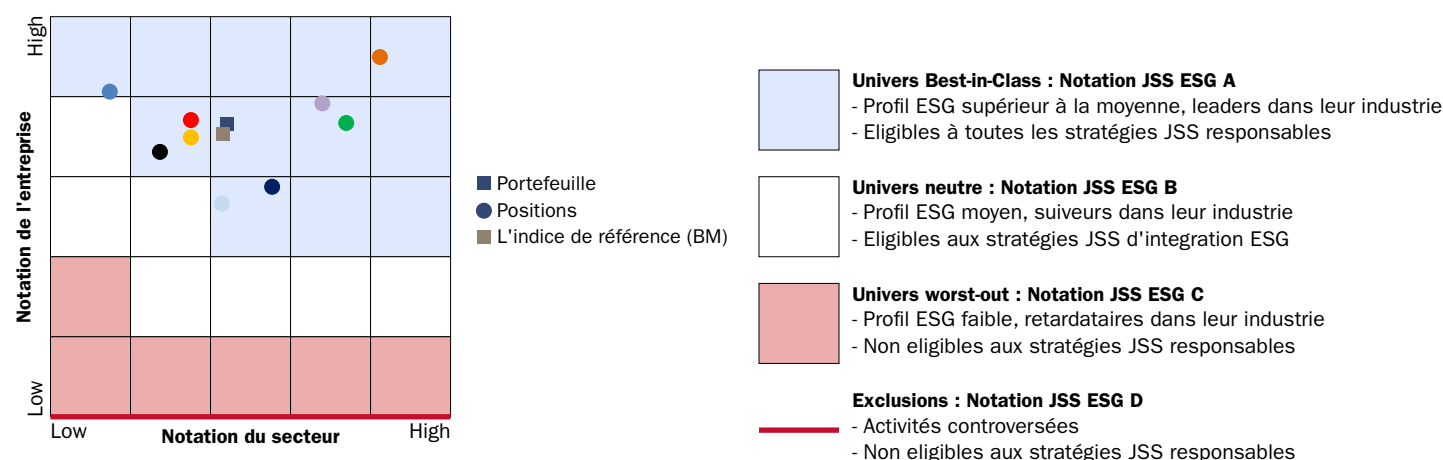 High
Notation de l'entreprise
Low
Low
Notation du secteur
High
Portefeuille
Positions
L'indice de référence (BM)
Univers Best-in-Class : Notation JSS ESG A
- Profil ESG supérieur à la moyenne, leaders dans leur industrie
- Eligibles à toutes les stratégies JSS responsables
Univers neutre : Notation JSS ESG B
- Profil ESG moyen, suiveurs dans leur industrie
- Eligibles aux stratégies JSS d'integration ESG
Univers worst-out : Notation JSS ESG C
- Profil ESG faible, retardataires dans leur industrie
- Non eligibles aux stratégies JSS responsables
Exclusions : Notation JSS ESG D
- Activités controversées
- Non eligibles aux stratégies JSS responsables